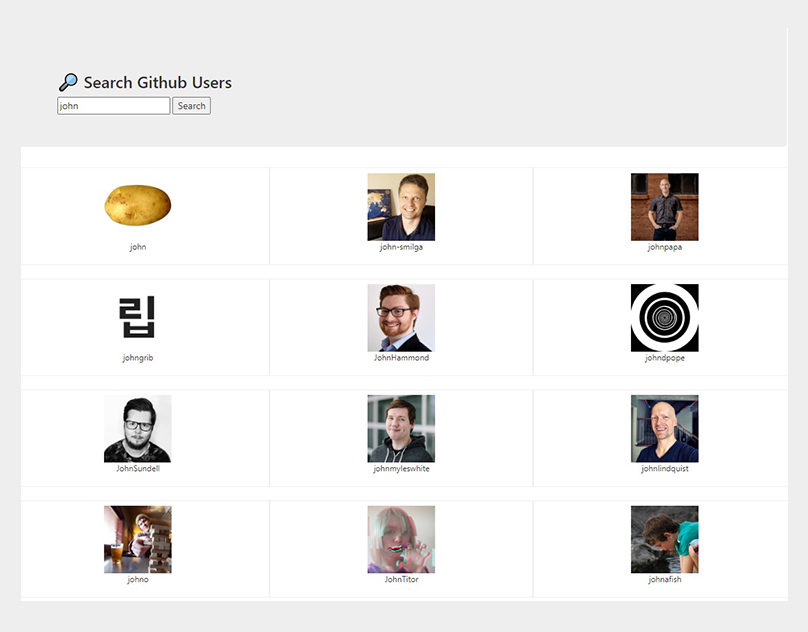 Search Github Users
john
Search
john
john-smilga
johnpapa
립
johngrib
JohnHammond
johndpope
JohnSundell
johnmyleswhite
johnlindquist
johno
JohnTitor
johnafish